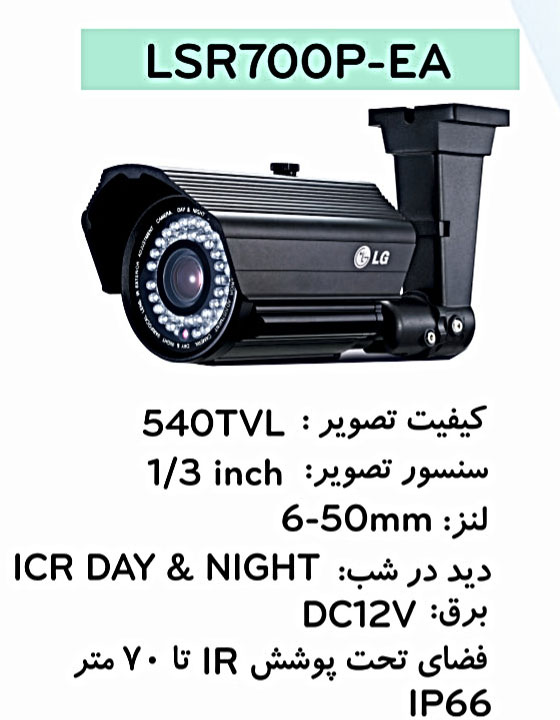 LSR700P-EA
LG
کیفیت تصویر : 540TVL
سنسور تصویر: 1/3 inch
لنز: 6-50mm
دید در شب: ICR DAY & NIGHT
برق: DC12V
فضای تحت پوشش IR تا ۷۰ متر
IP66